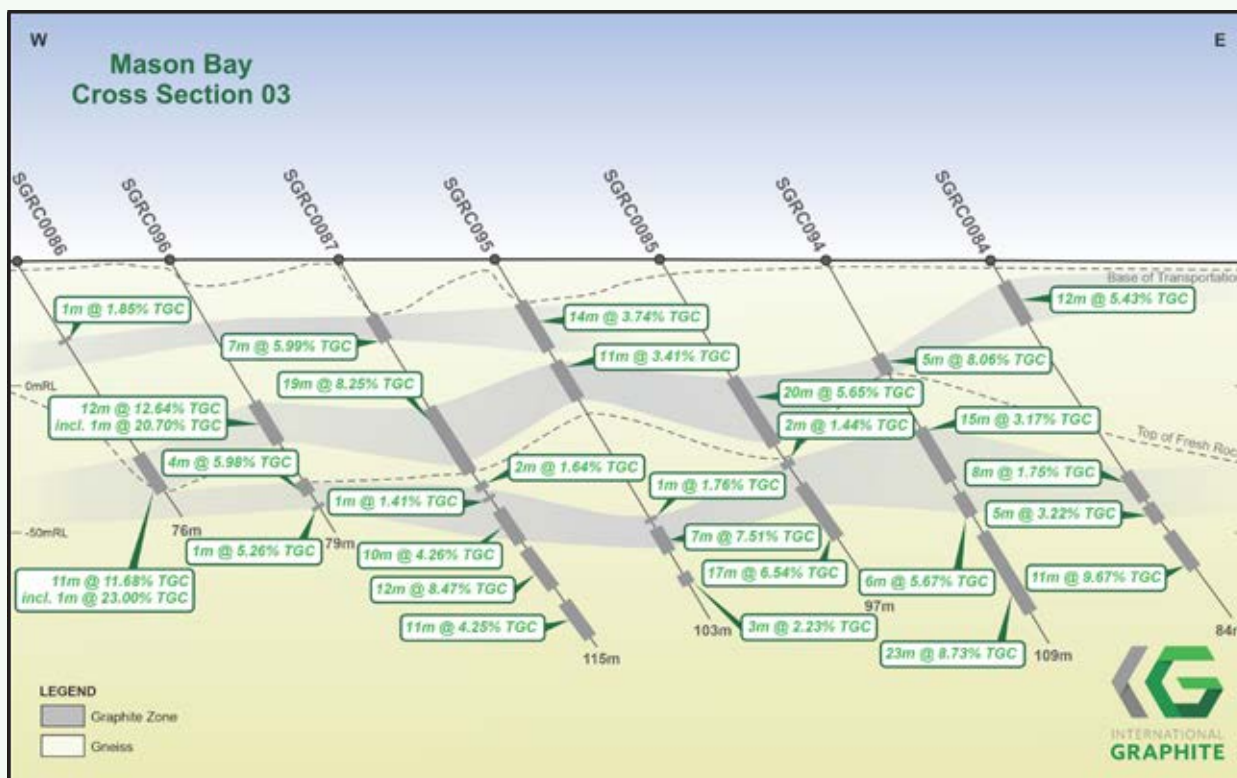 W
E
Mason Bay
Cross Section 03
SGRC0086
SGRC096
SGRC0087
SGRC095
SGRC0085
SGRC094
SGRC0084
Base of Transportation
1m @ 1.85% TGC
7m @ 5.99% TGC
14m @ 3.74% TGC
12m @ 5.43% TGC
11m @ 3.41% TGC
5m @ 8.06% TGC
0mRL
19m @ 8.25% TGC
20m @ 5.65% TGC
12m @ 12.64% TGC
incl. 1m @ 20.70% TGC
2m @ 1.44% TGC
15m @ 3.17% TGC
Top of Fresh Roc
4m @ 5.98% TGC
2m @ 1.64% TGC
1m @ 1.76% TGC
8m @ 1.75% TGC
1m @ 1.41% TGC
5m @ 3.22% TGC
-50mRL
76m
79m
1m @ 5.26% TGC
10m @ 4.26% TGC
7m @ 7.51% TGC
11m @ 11.68% TGC
incl. 1m @ 23.00% TGC
12m @ 8.47% TGC
17m @ 6.54% TGC
6m @ 5.67% TGC
11m @ 9.67% TGC
97m
11m @ 4.25% TGC
103m
3m @ 2.23% TGC
84m
115m
23m @ 8.73% TGC
109m
LEGEND
Graphite Zone
Gneiss
INTERNATIONAL
GRAPHITE